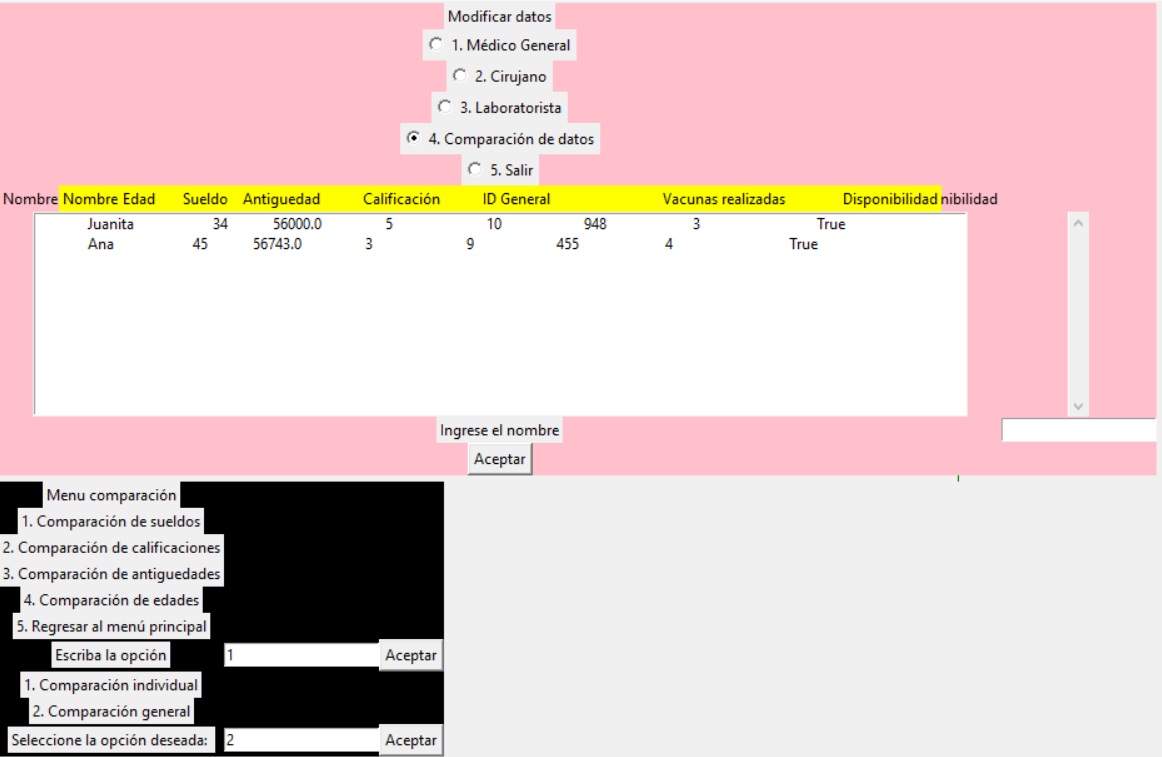 Modificar datos
1. Médico General
2. Cirujano
3. Laboratorista
4. Comparación de datos
5. Salir
Nombre Nombre Edad Sueldo Antiguedad Calificación ID General Vacunas realizadas Disponibilidad nibilidad
Juanita 34 56000.0 5 10 948 3 True
Ana 45 56743.0 3 9 455 4 True
Ingrese el nombre
Aceptar
Menu comparación
1. Comparación de sueldos
2. Comparación de calificaciones
3. Comparación de antiguedades
4. Comparación de edades
5. Regresar al menú principal
Escriba la opción 1 Aceptar
1. Comparación individual
2. Comparación general
Seleccione la opción deseada: 2 Aceptar